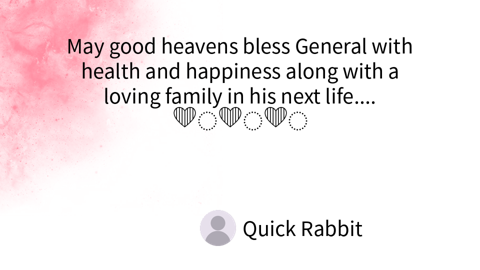 May good heavens bless General with
health and happiness along with a
loving family in his next life....
💓◌💓◌💓◌
Quick Rabbit